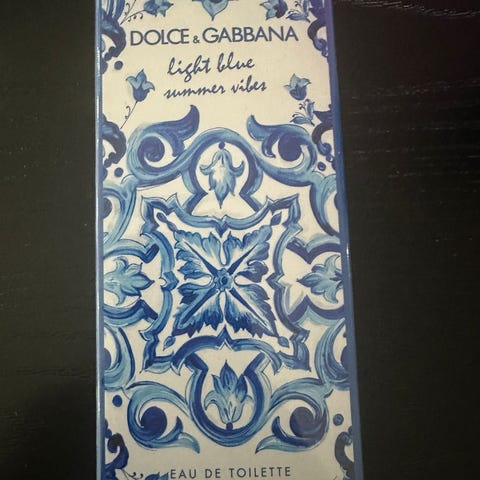 DOLCE & GABBANA
light blue
summer vibes
EAU DE TOILETTE